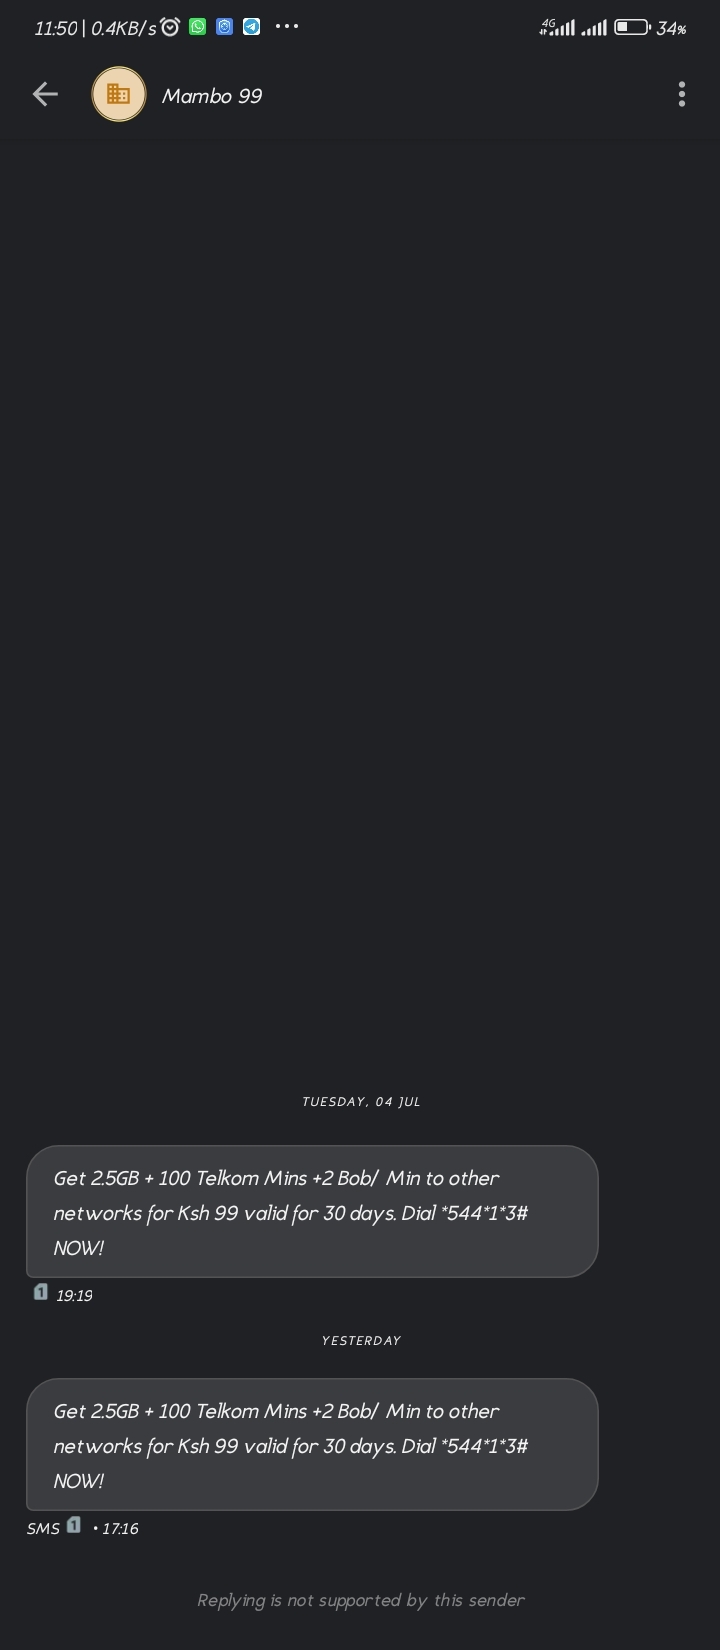 11:50 | 0.4KB/s 4G 34%
Mambo 99
TUESDAY, 04 JUL
Get 2.5GB + 100 Telkom Mins +2 Bob/ Min to other
networks for Ksh 99 valid for 30 days. Dial *544*1*3#
NOW!
1 19:19
YESTERDAY
Get 2.5GB + 100 Telkom Mins +2 Bob/ Min to other
networks for Ksh 99 valid for 30 days. Dial *544*1*3#
NOW!
SMS 1 • 17:16
Replying is not supported by this sender